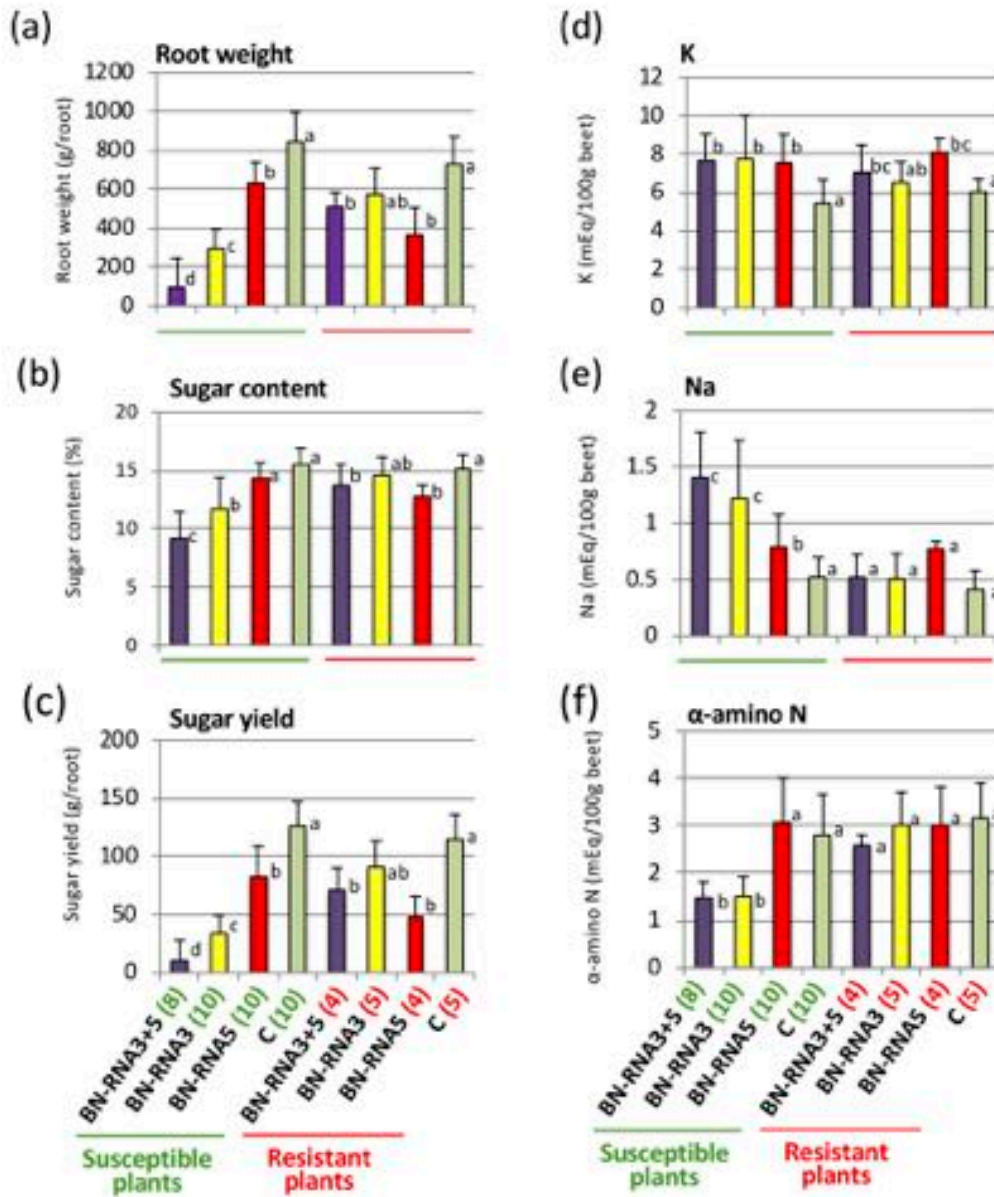 (a)
Root weight
Root weight (g/root)
1200
1000
800
600
400
200
0
d
c
b
a
b
ab
b
a
(b)
Sugar content
Sugar content (%)
20
15
10
5
0
c
b
a
a
b
ab
b
a
(c)
Sugar yield
Sugar yield (g/root)
200
150
100
50
0
d
c
b
a
b
ab
b
a
BN-RNA3+5 (8)
BN-RNA3 (10)
BN-RNA5 (10)
C (10)
BN-RNA3+5 (4)
BN-RNA3 (5)
BN-RNA5 (4)
C (5)
Susceptible
plants
Resistant
plants
(d)
K
K (mEq/100g beet)
12
10
8
6
4
2
0
b
b
b
a
bc
ab
bc
a
(e)
Na
Na (mEq/100g beet)
2
1.5
1
0.5
0
c
c
b
a
a
a
a
a
(f)
α-amino N
α-amino N (mEq/100g beet)
5
4
3
2
1
0
b
b
a
a
a
a
a
BN-RNA3+5 (8)
BN-RNA3 (10)
BN-RNA5 (10)
C (10)
BN-RNA3+5 (4)
BN-RNA3 (5)
BN-RNA5 (4)
C (5)
Susceptible
plants
Resistant
plants